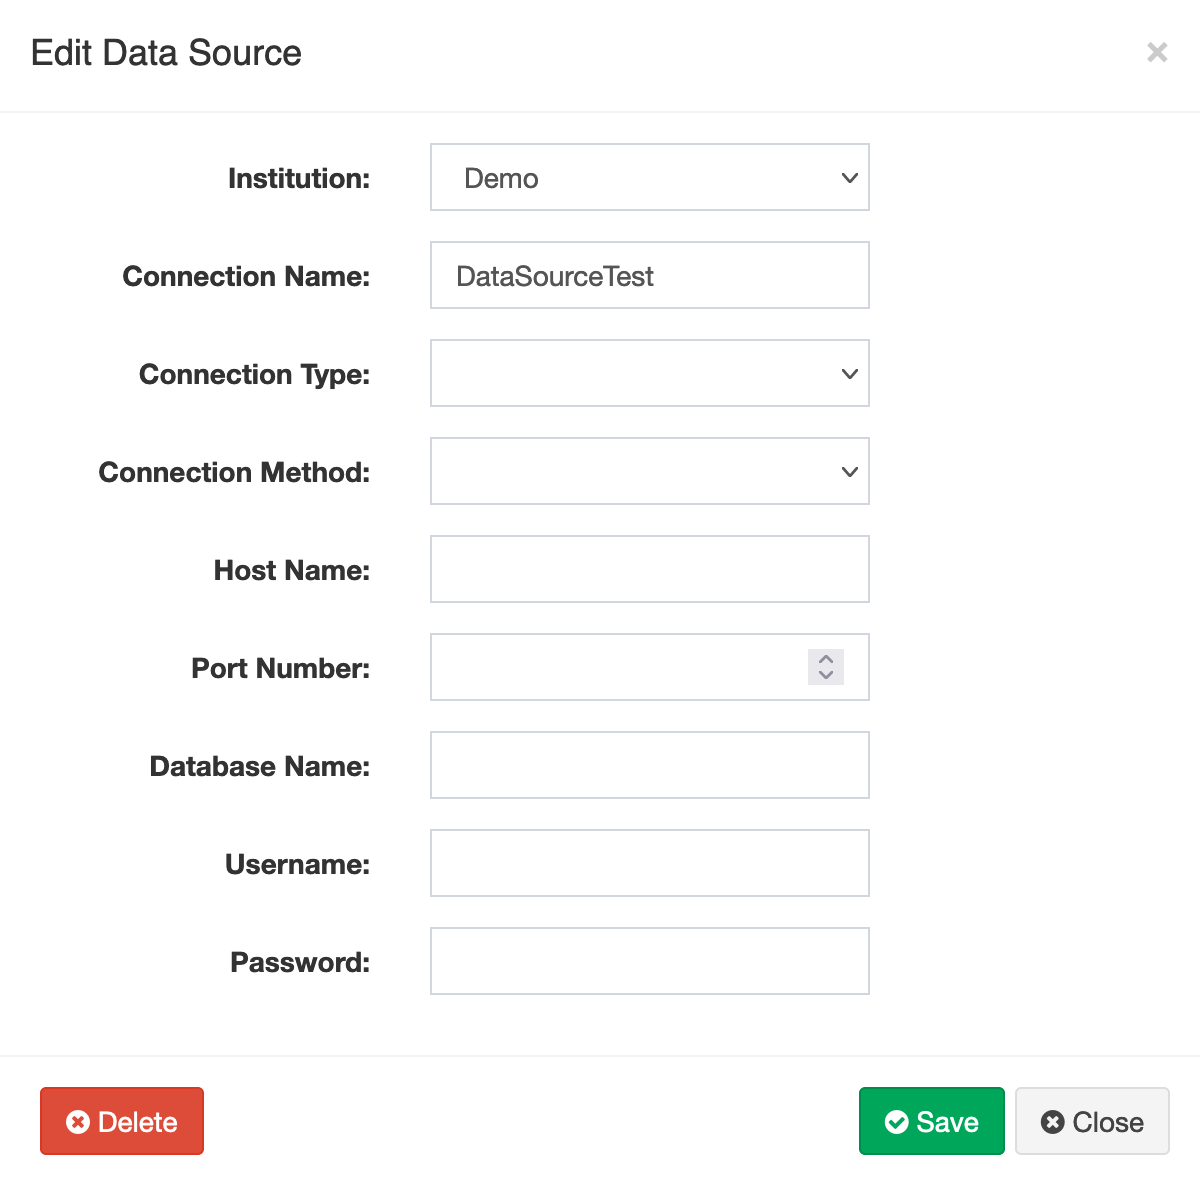 Edit Data Source
Institution: Demo
Connection Name: DataSourceTest
Connection Type:
Connection Method:
Host Name:
Port Number:
Database Name:
Username:
Password:
Delete Save Close